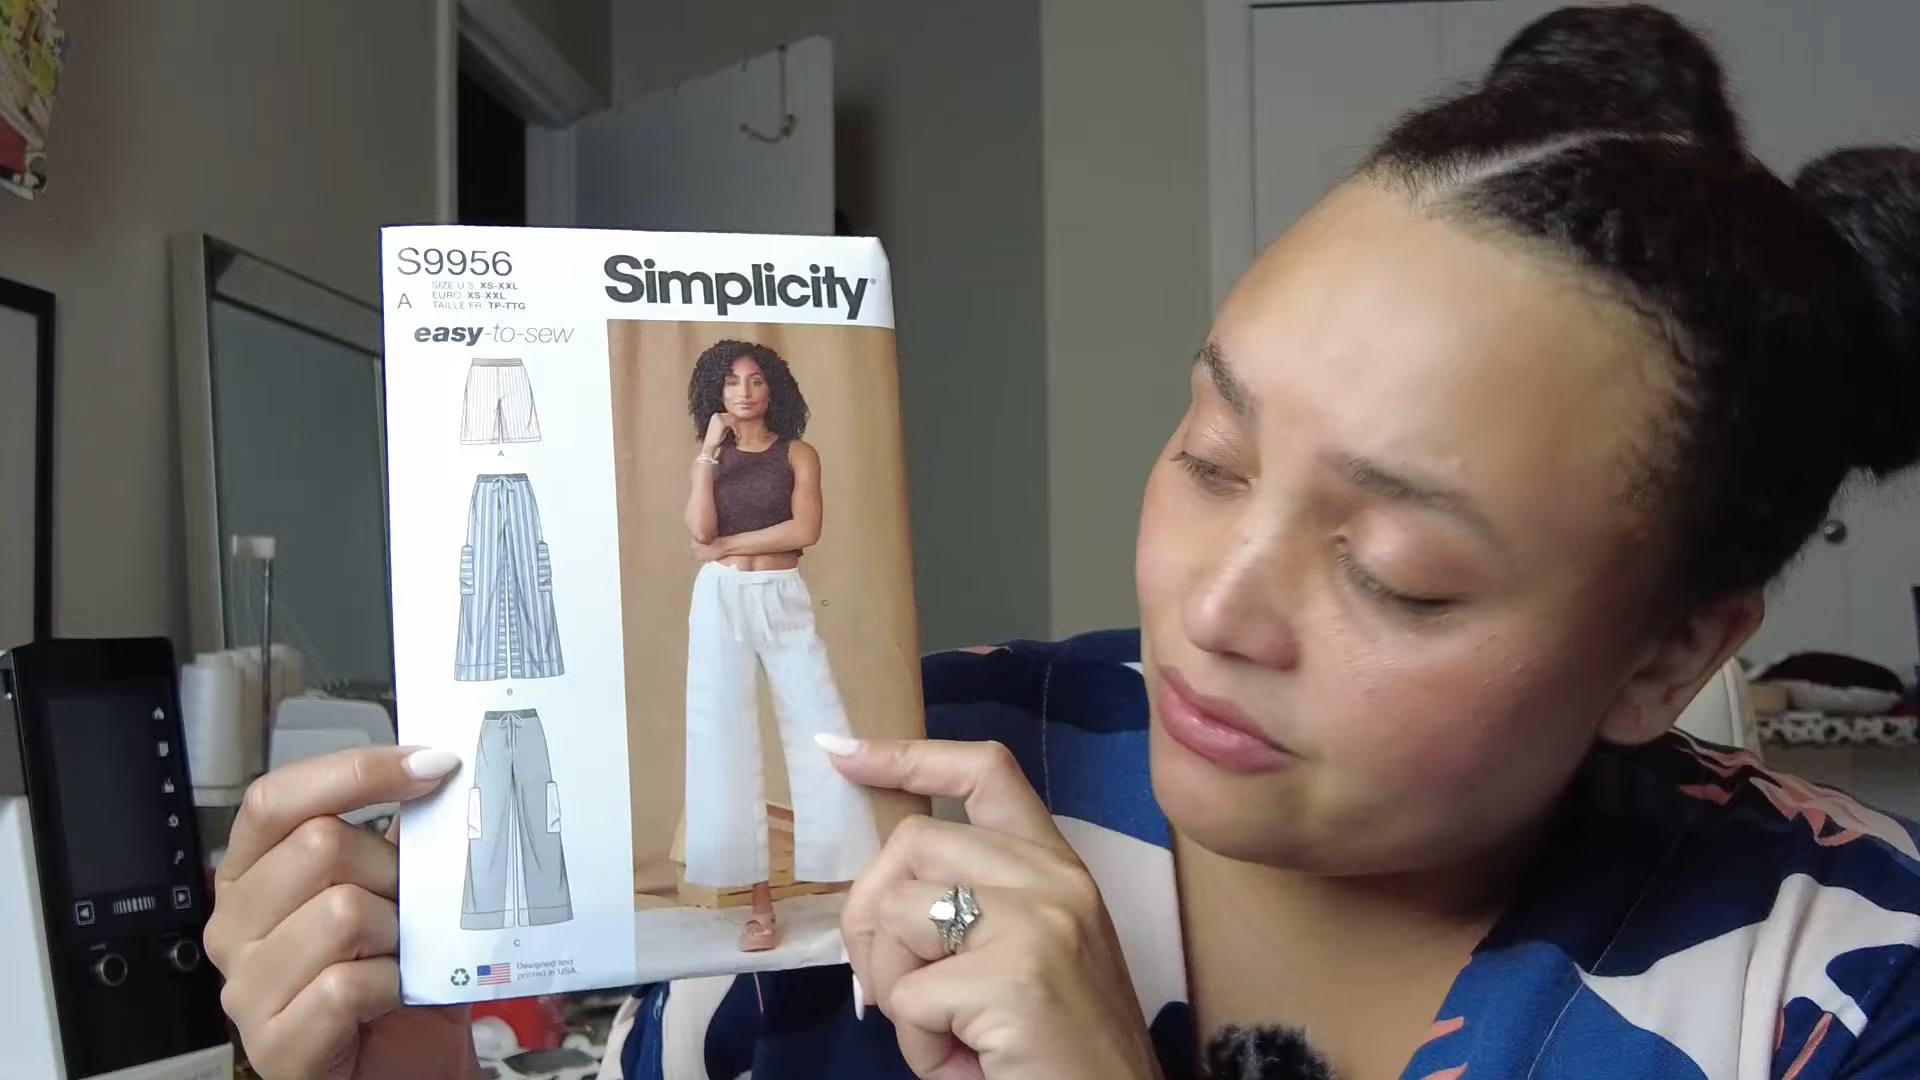 S9956
A
SIZE U.S. XS-XXL
EURO XS-XXL
TAILLE FR TP-TTG
Simplicity
easy-to-sew
A
B
C
C
Designed and
printed in USA.